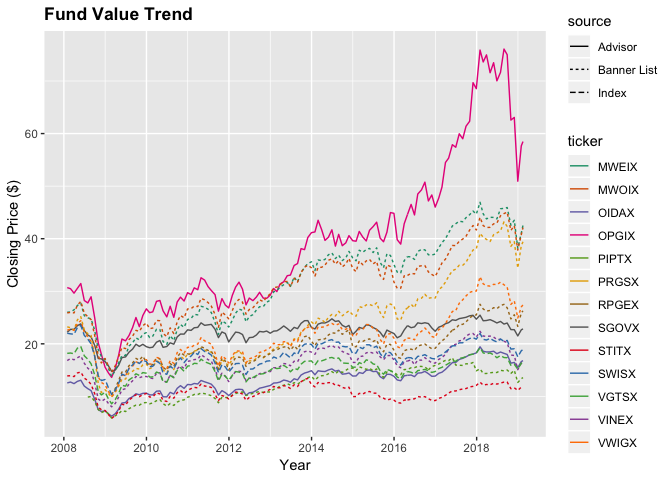 Fund Value Trend
Closing Price ($)
60
40
20
2008 2010 2012 2014 2016 2018
Year
source
Advisor
Banner List
Index
ticker
MWEIX
MWOIX
OIDAX
OPGIX
PIPTX
PRGSX
RPGEX
SGOVX
STITX
SWISX
VGTSX
VINEX
VWIGX